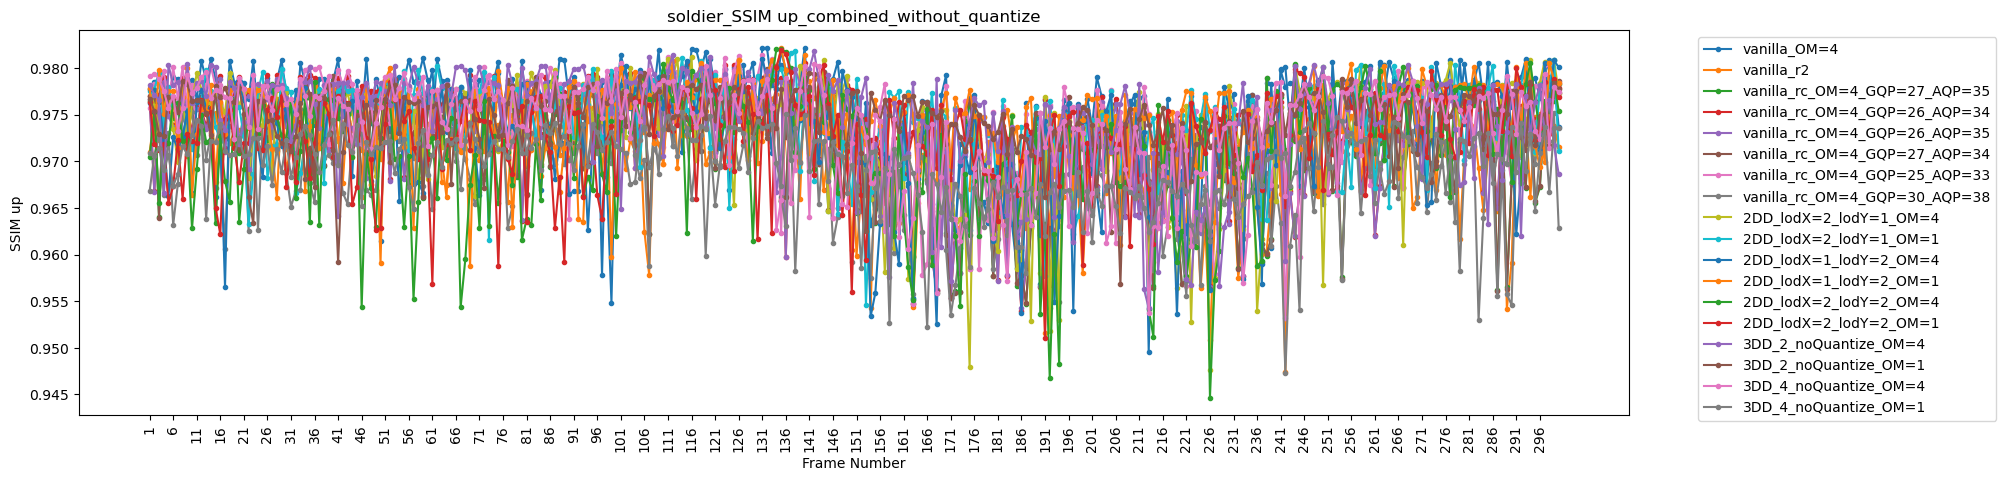 soldier_SSIM up_combined_without_quantize
SSIM up
0.980
0.975
0.970
0.965
0.960
0.955
0.950
0.945
1 6 11 16 21 26 31 36 41 46 51 56 61 66 71 76 81 86 91 96 101 106 111 116 121 126 131 136 141 146 151 156 161 166 171 176 181 186 191 196 201 206 211 216 221 226 231 236 241 246 251 256 261 266 271 276 281 286 291 296
Frame Number
vanilla_OM=4
vanilla_r2
vanilla_rc_OM=4_GQP=27_AQP=35
vanilla_rc_OM=4_GQP=26_AQP=34
vanilla_rc_OM=4_GQP=26_AQP=35
vanilla_rc_OM=4_GQP=27_AQP=34
vanilla_rc_OM=4_GQP=25_AQP=33
vanilla_rc_OM=4_GQP=30_AQP=38
2DD_lodX=2_lodY=1_OM=4
2DD_lodX=2_lodY=1_OM=1
2DD_lodX=1_lodY=2_OM=4
2DD_lodX=1_lodY=2_OM=1
2DD_lodX=2_lodY=2_OM=4
2DD_lodX=2_lodY=2_OM=1
3DD_2_noQuantize_OM=4
3DD_2_noQuantize_OM=1
3DD_4_noQuantize_OM=4
3DD_4_noQuantize_OM=1